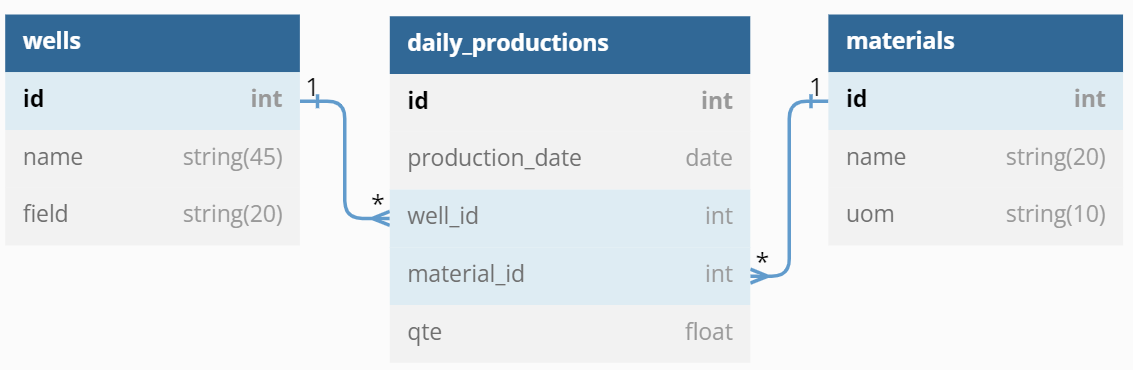 wells
id int
name string(45)
field string(20)
1
*
daily_productions
id int
production_date date
well_id int
material_id int
qte float
1
*
materials
id int
name string(20)
uom string(10)